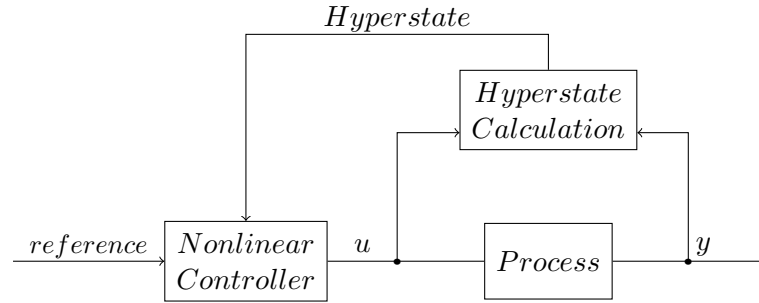 Hyperstate
Hyperstate
Calculation
reference
Nonlinear
Controller
u
Process
y